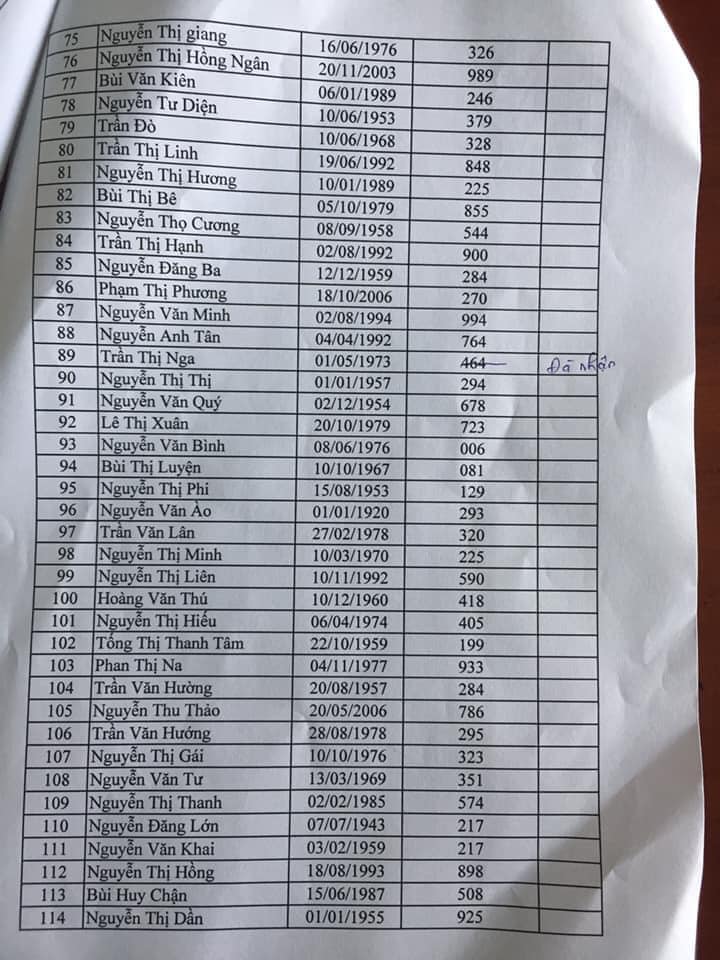 75 Nguyễn Thị giang 16/06/1976 326
76 Nguyễn Thị Hồng Ngân 20/11/2003 989
77 Bùi Văn Kiên 06/01/1989 246
78 Nguyễn Tư Diện 10/06/1953 379
79 Trần Đò 10/06/1968 328
80 Trần Thị Linh 19/06/1992 848
81 Nguyễn Thị Hương 10/01/1989 225
82 Bùi Thị Bê 05/10/1979 855
83 Nguyễn Thọ Cương 08/09/1958 544
84 Trần Thị Hạnh 02/08/1992 900
85 Nguyễn Đăng Ba 12/12/1959 284
86 Phạm Thị Phương 18/10/2006 270
87 Nguyễn Văn Minh 02/08/1994 994
88 Nguyễn Anh Tân 04/04/1992 764
89 Trần Thị Nga 01/05/1973 464 Đã nhận
90 Nguyễn Thị Thị 01/01/1957 294
91 Nguyễn Văn Quý 02/12/1954 678
92 Lê Thị Xuân 20/10/1979 723
93 Nguyễn Văn Bình 08/06/1976 006
94 Bùi Thị Luyện 10/10/1967 081
95 Nguyễn Thị Phi 15/08/1953 129
96 Nguyễn Văn Ào 01/01/1920 293
97 Trần Văn Lân 27/02/1978 320
98 Nguyễn Thị Minh 10/03/1970 225
99 Nguyễn Thị Liên 10/11/1992 590
100 Hoàng Văn Thú 10/12/1960 418
101 Nguyễn Thị Hiếu 06/04/1974 405
102 Tống Thị Thanh Tâm 22/10/1959 199
103 Phan Thị Na 04/11/1977 933
104 Trần Văn Hường 20/08/1957 284
105 Nguyễn Thu Thảo 20/05/2006 786
106 Trần Văn Hướng 28/08/1978 295
107 Nguyễn Thị Gái 10/10/1976 323
108 Nguyễn Văn Tư 13/03/1969 351
109 Nguyễn Thị Thanh 02/02/1985 574
110 Nguyễn Đăng Lớn 07/07/1943 217
111 Nguyễn Văn Khai 03/02/1959 217
112 Nguyễn Thị Hồng 18/08/1993 898
113 Bùi Huy Chận 15/06/1987 508
114 Nguyễn Thị Dần 01/01/1955 925